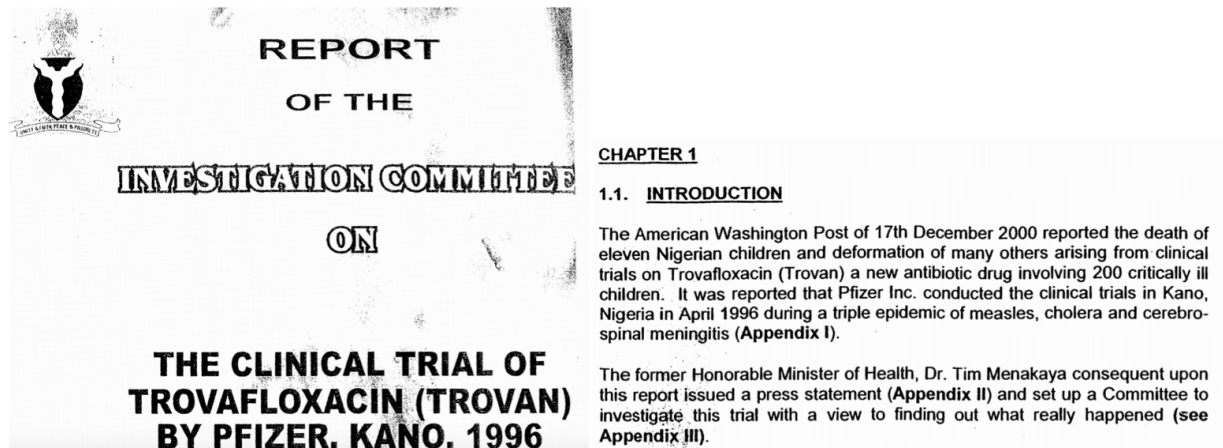 REPORT
OF THE
INVESTIGATION COMMITTEE
ON
THE CLINICAL TRIAL OF
TROVAFLOXACIN (TROVAN)
BY PFIZER, KANO, 1996
UNITY & FAITH, PEACE & PROGRESS
CHAPTER 1
1.1. INTRODUCTION
The American Washington Post of 17th December 2000 reported the death of
eleven Nigerian children and deformation of many others arising from clinical
trials on Trovafloxacin (Trovan) a new antibiotic drug involving 200 critically ill
children. It was reported that Pfizer Inc. conducted the clinical trials in Kano,
Nigeria in April 1996 during a triple epidemic of measles, cholera and cerebro-
spinal meningitis (Appendix I).
The former Honorable Minister of Health, Dr. Tim Menakaya consequent upon
this report issued a press statement (Appendix II) and set up a Committee to
investigate this trial with a view to finding out what really happened (see
Appendix III).